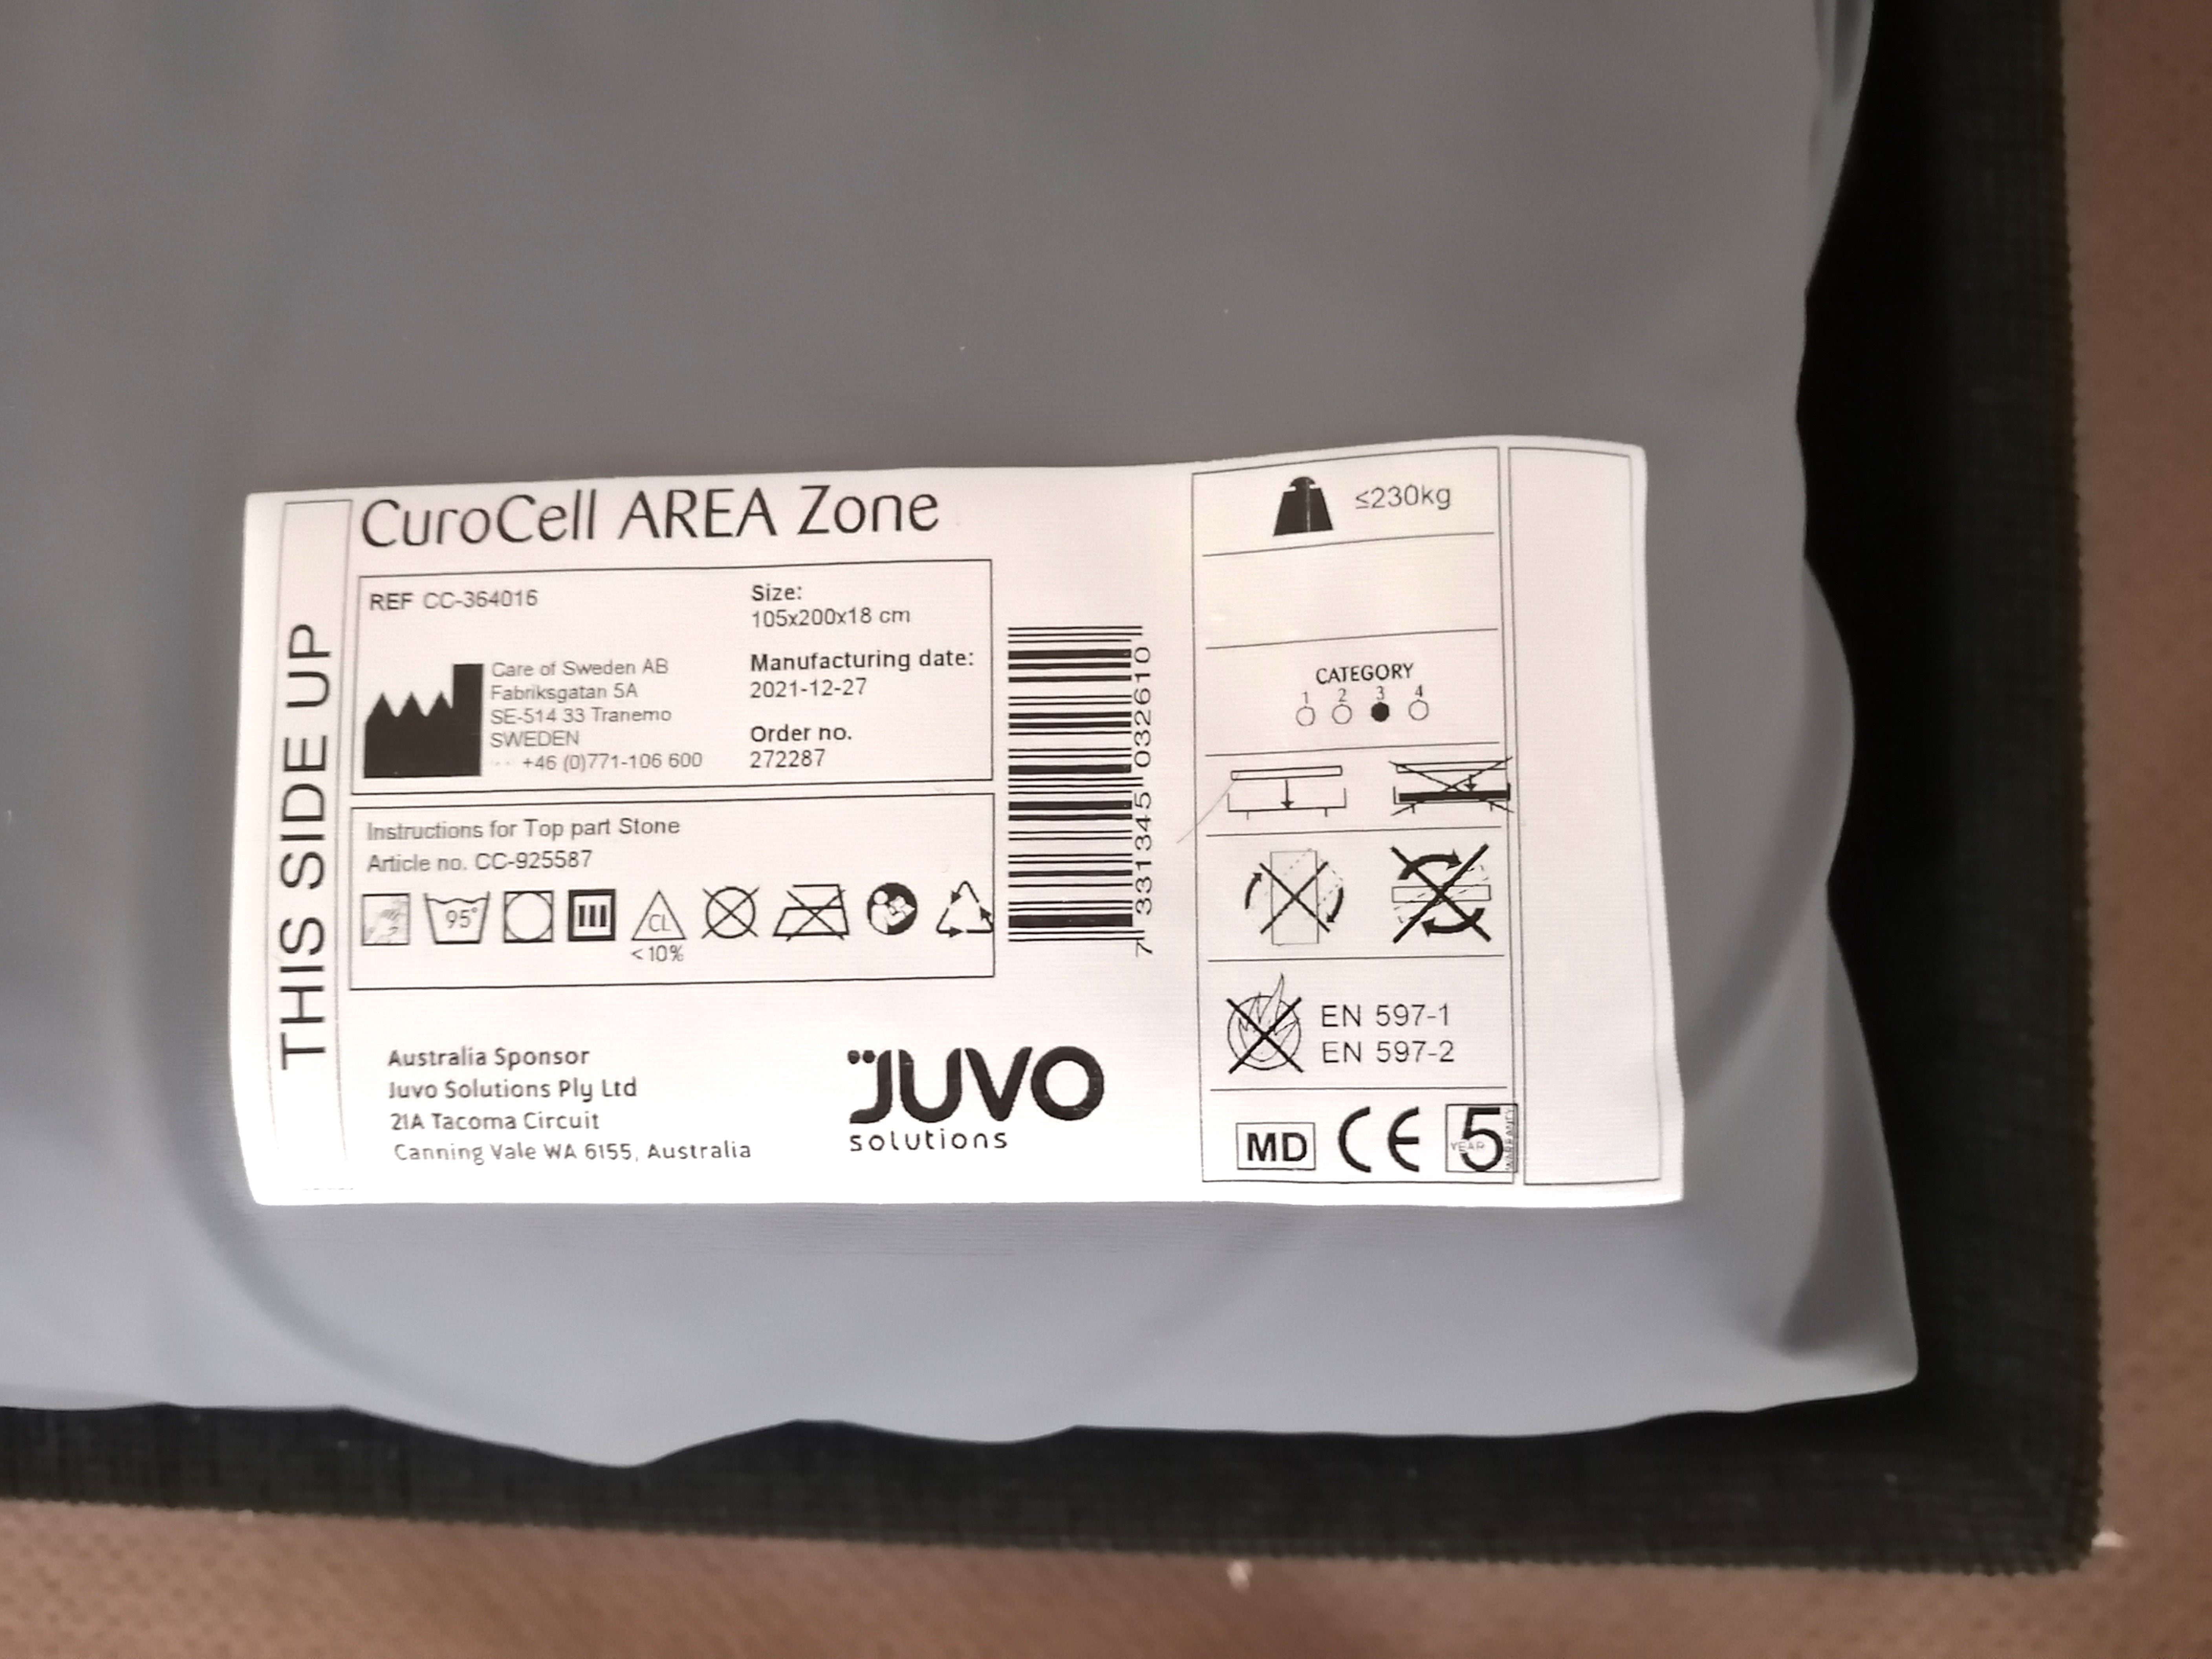 THIS SIDE UP
CuroCell AREA Zone
REF CC-364016
Care of Sweden AB
Fabriksgatan 5A
SE-514 33 Tranemo
SWEDEN
+46 (0)771-106 600
Size:
105x200x18 cm
Manufacturing date:
2021-12-27
Order no.
272287
Instructions for Top part Stone
Article no. CC-925587
95°
CL
<10%
7 331345 032610
Australia Sponsor
Juvo Solutions Ply Ltd
21A Tacoma Circuit
Canning Vale WA 6155, Australia
JUVO
solutions
≤230kg
CATEGORY
1 2 3 4
EN 597-1
EN 597-2
MD CE 5
YEAR
WARRANTY